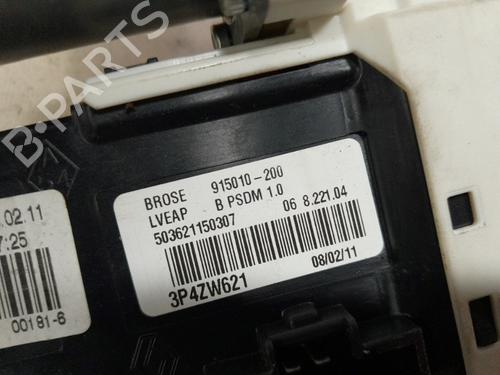 B-PARTS
BROSE 915010-200
LVEAP B PSDM 1.0
503621150307 06 8.221.04
3P4ZW621 08/02/11
.02.11
7:25
00181-6